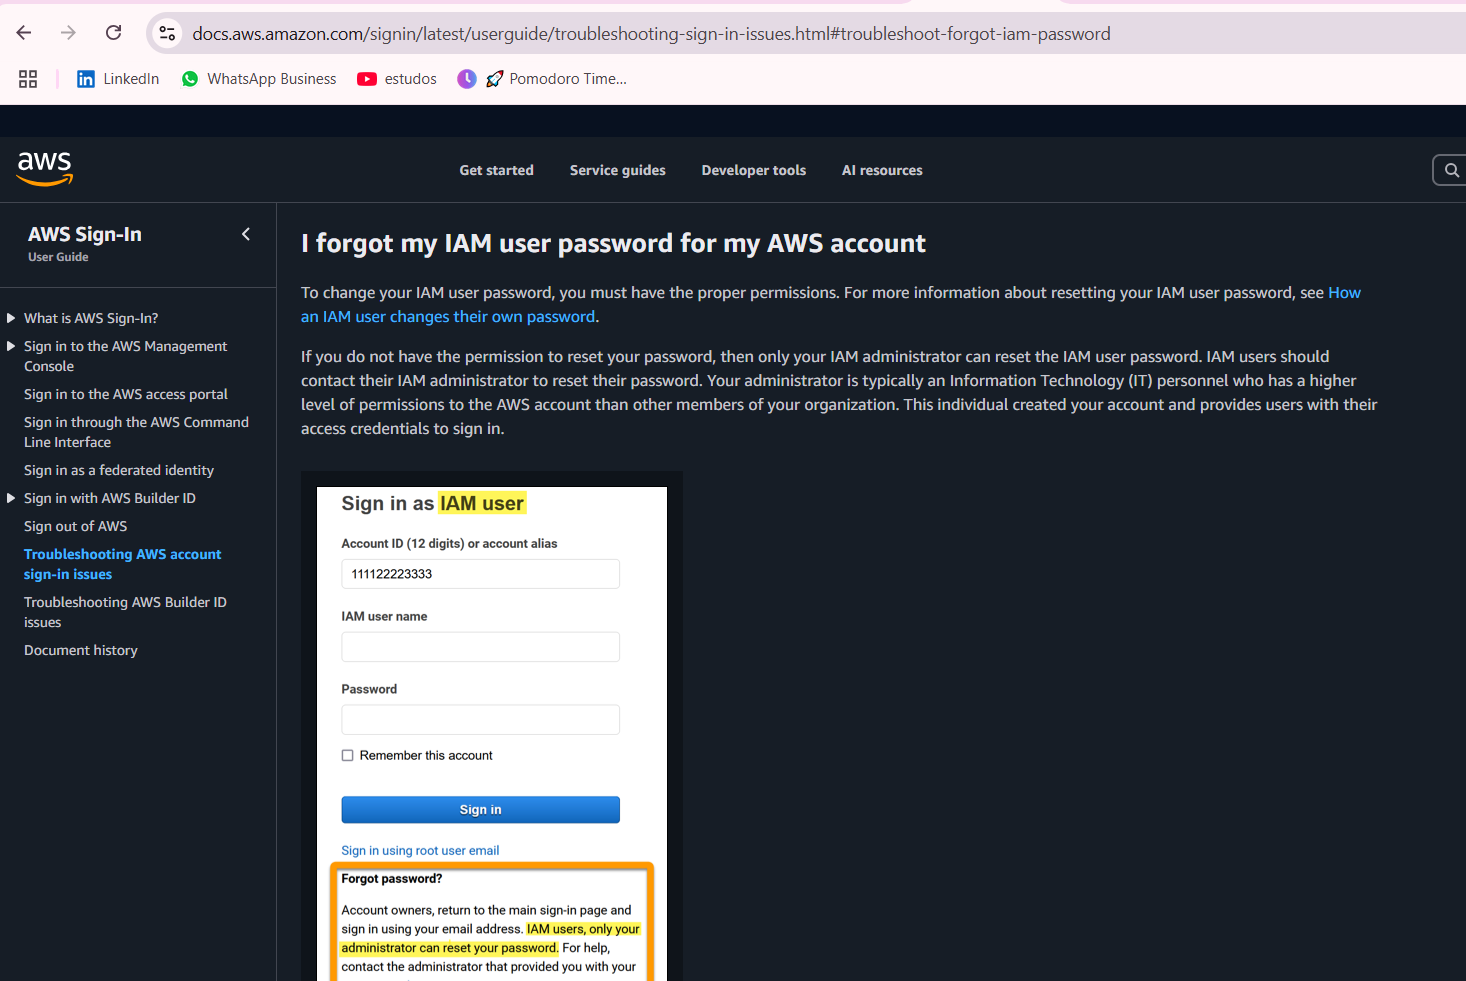 docs.aws.amazon.com/signin/latest/userguide/troubleshooting-sign-in-issues.html#troubleshoot-forgot-iam-password
LinkedIn
WhatsApp Business
estudos
Pomodoro Time...
aws
Get started
Service guides
Developer tools
AI resources
AWS Sign-In
User Guide
What is AWS Sign-In?
Sign in to the AWS Management
Console
Sign in to the AWS access portal
Sign in through the AWS Command
Line Interface
Sign in as a federated identity
Sign in with AWS Builder ID
Sign out of AWS
Troubleshooting AWS account
sign-in issues
Troubleshooting AWS Builder ID
issues
Document history
I forgot my IAM user password for my AWS account
To change your IAM user password, you must have the proper permissions. For more information about resetting your IAM user password, see How
an IAM user changes their own password.
If you do not have the permission to reset your password, then only your IAM administrator can reset the IAM user password. IAM users should
contact their IAM administrator to reset their password. Your administrator is typically an Information Technology (IT) personnel who has a higher
level of permissions to the AWS account than other members of your organization. This individual created your account and provides users with their
access credentials to sign in.
Sign in as IAM user
Account ID (12 digits) or account alias
111122223333
IAM user name
Password
Remember this account
Sign in
Sign in using root user email
Forgot password?
Account owners, return to the main sign-in page and
sign in using your email address. IAM users, only your
administrator can reset your password. For help,
contact the administrator that provided you with your